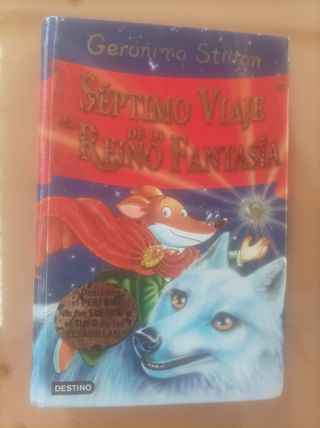 Geronimo Stilton
SÉPTIMO VIAJE
AL DE LA
REINO FANTASÍA
¡Descubre
el PERFUME
de los SUEÑOS y
el TUFO de las
PESADILLAS!
DESTINO